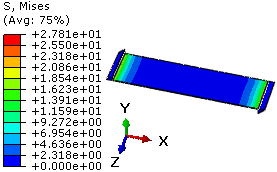 S, Mises
(Avg: 75%)
+2.781e+01
+2.550e+01
+2.318e+01
+2.086e+01
+1.854e+01
+1.623e+01
+1.391e+01
+1.159e+01
+9.272e+00
+6.954e+00
+4.636e+00
+2.318e+00
+0.000e+00
Y
X
Z